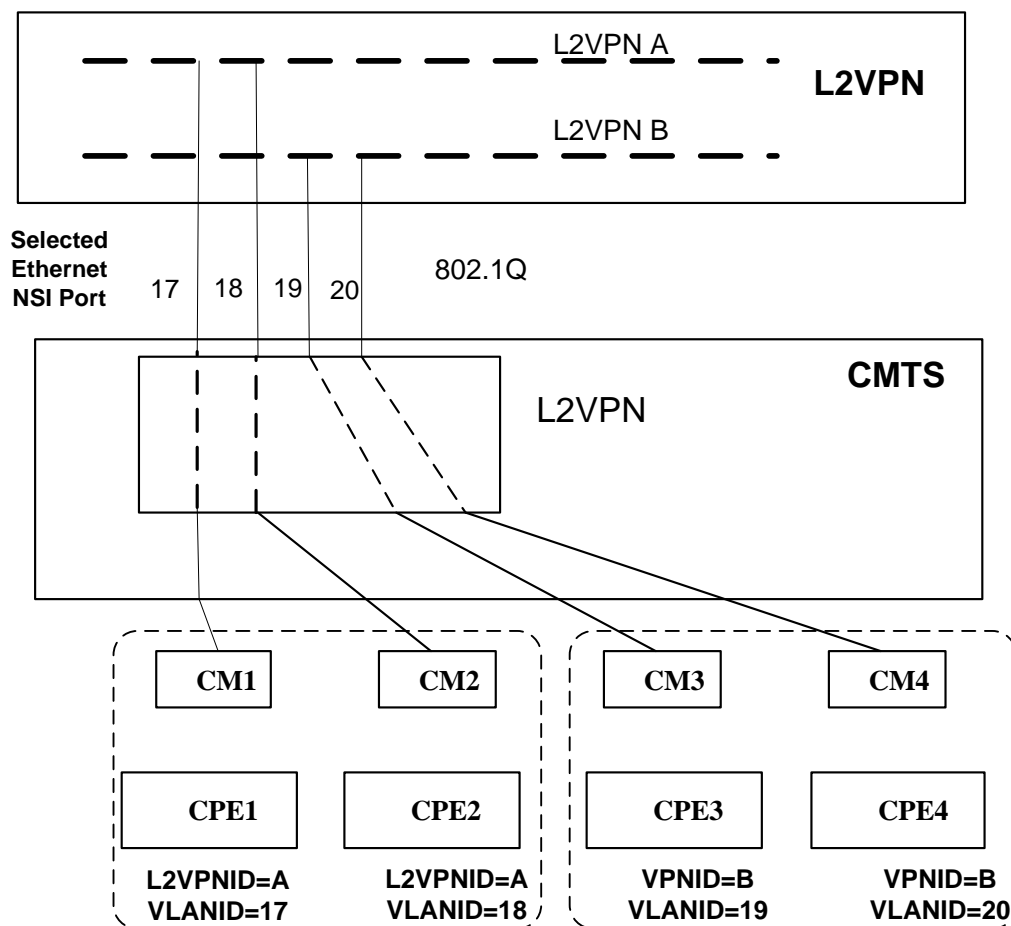 L2VPN A
L2VPN
L2VPN B
Selected
Ethernet
NSI Port
17
18
19
20
802.1Q
CMTS
L2VPN
CM1
CM2
CM3
CM4
CPE1
CPE2
CPE3
CPE4
L2VPNID=A
VLANID=17
L2VPNID=A
VLANID=18
VPNID=B
VLANID=19
VPNID=B
VLANID=20